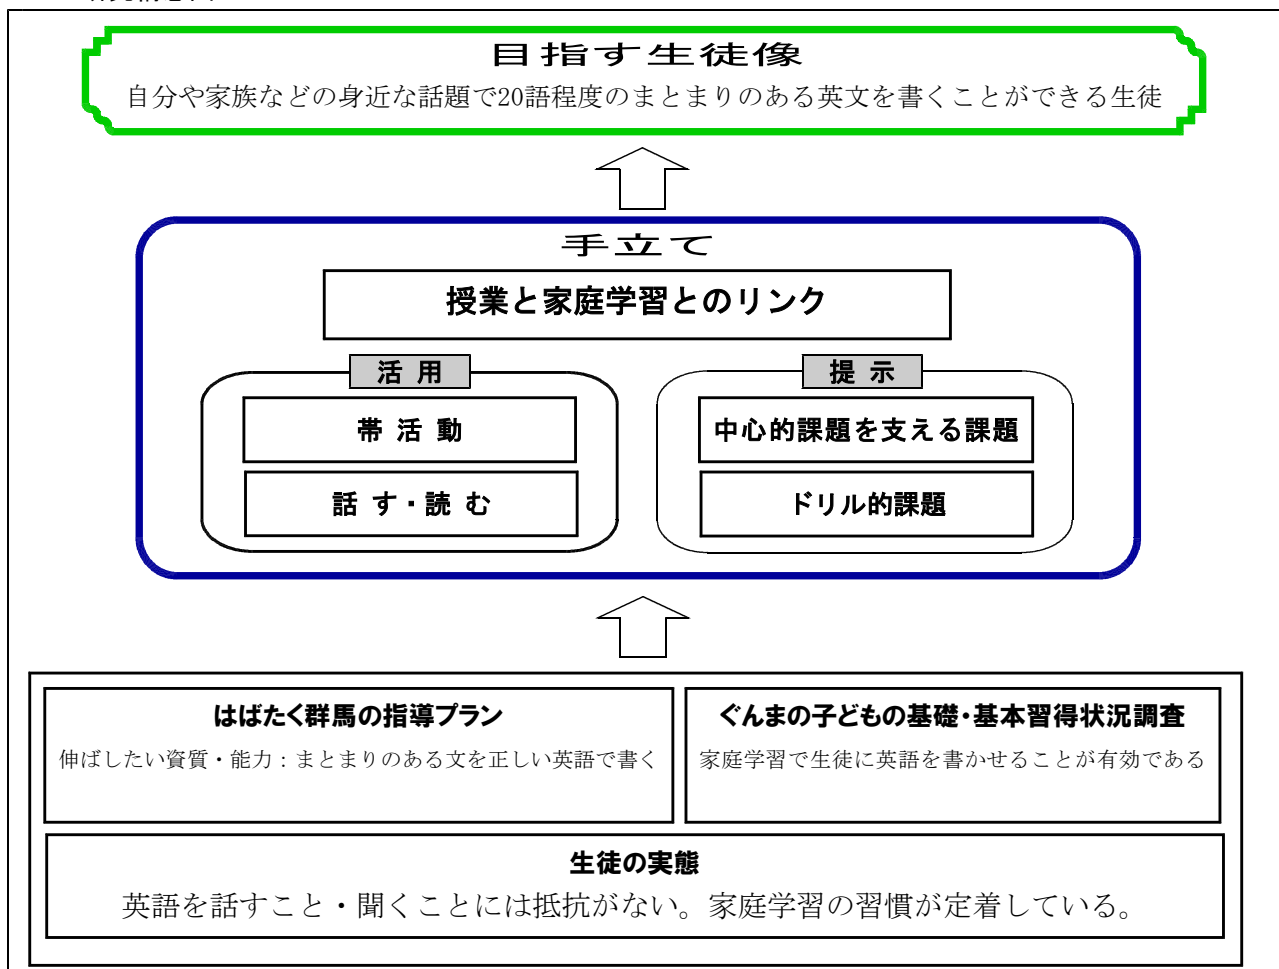 目指す生徒像
自分や家族などの身近な話題で20語程度のまとまりのある英文を書くことができる生徒
手立て
授業と家庭学習とのリンク
活用
帯活動
話す・読む
提示
中心的課題を支える課題
ドリル的課題
はばたく群馬の指導プラン
伸ばしたい資質・能力：まとまりのある文を正しい英語で書く
ぐんまの子どもの基礎・基本習得状況調査
家庭学習で生徒に英語を書かせることが有効である
生徒の実態
英語を話すこと・聞くことには抵抗がない。家庭学習の習慣が定着している。